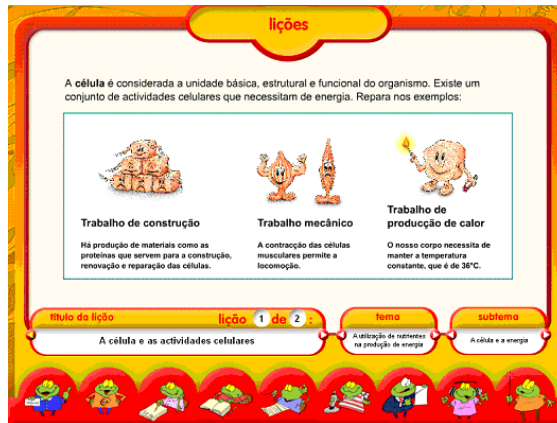 lições
A célula é considerada a unidade básica, estrutural e funcional do organismo. Existe um
conjunto de actividades celulares que necessitam de energia. Repara nos exemplos:
Trabalho de construção
Há produção de materiais como as
proteínas que servem para a construção,
renovação e reparação das células.
Trabalho mecânico
A contracção das células
musculares permite a
locomoção.
Trabalho de
producção de calor
O nosso corpo necessita de
manter a temperatura
constante, que é de 36ºC.
título da lição
lição 1 de 2 :
A célula e as actividades celulares
tema
A utilização de nutrientes
na produção de energia
subtema
A célula e a energia